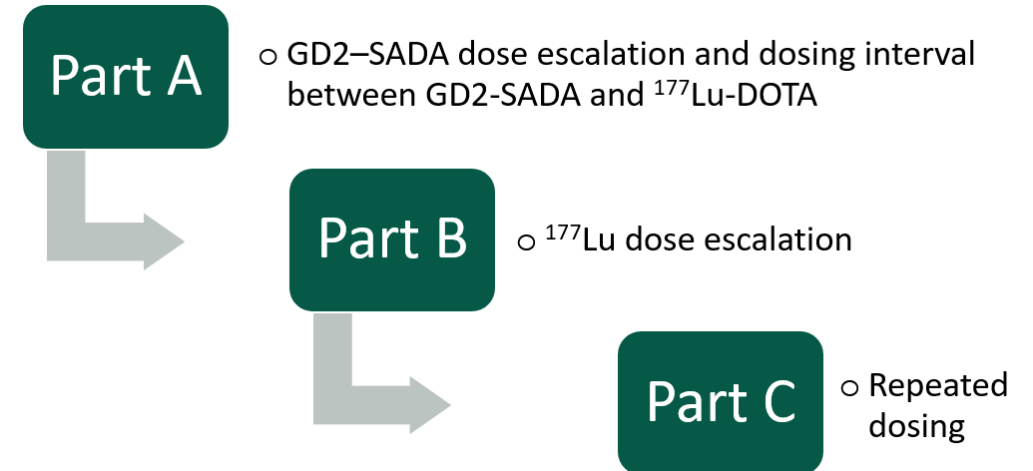 Part A
○ GD2–SADA dose escalation and dosing interval
between GD2-SADA and ¹⁷⁷Lu-DOTA
Part B
○ ¹⁷⁷Lu dose escalation
Part C
○ Repeated
dosing